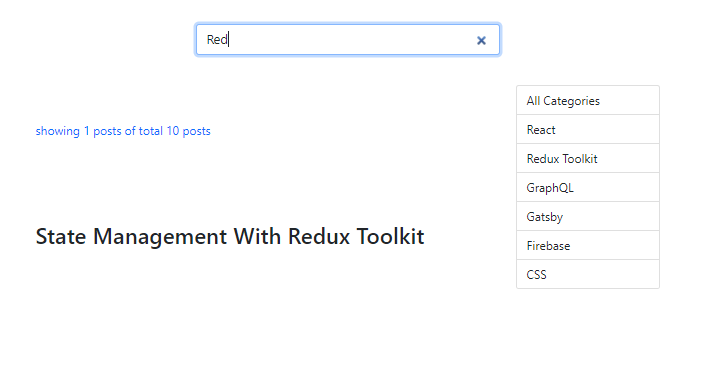 Red
showing 1 posts of total 10 posts
State Management With Redux Toolkit
All Categories
React
Redux Toolkit
GraphQL
Gatsby
Firebase
CSS